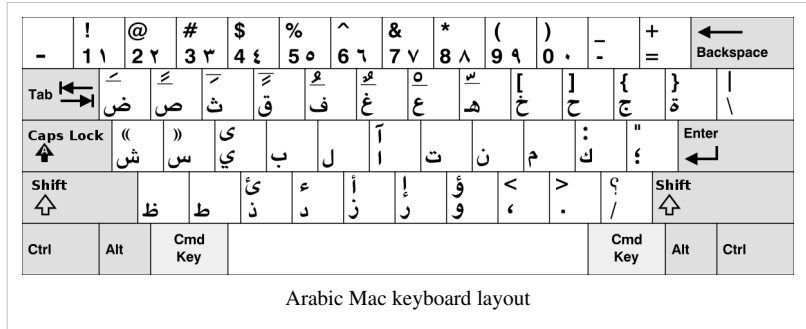 ! @ # $ % ^ & * ( ) _ +
- 1 ١ 2 ٢ 3 ٣ 4 ٤ 5 ٥ 6 ٦ 7 ٧ 8 ٨ 9 ٩ 0 ٠ - = Backspace
Tab ـَ ـً ـِ ـٍ ـُ ـٌ ـْ ـّ [ ] { } |
ض ص ث ق ف غ ع هـ خ ح ج ة \
Caps Lock « » ى آ : " Enter
ش س ي ب ل ا ت ن م ك ؛
Shift ئ ء أ إ ؤ < > ؟ Shift
ظ ط ذ د ز ر و ، . /
Ctrl Alt Cmd Key Cmd Key Alt Ctrl
Arabic Mac keyboard layout